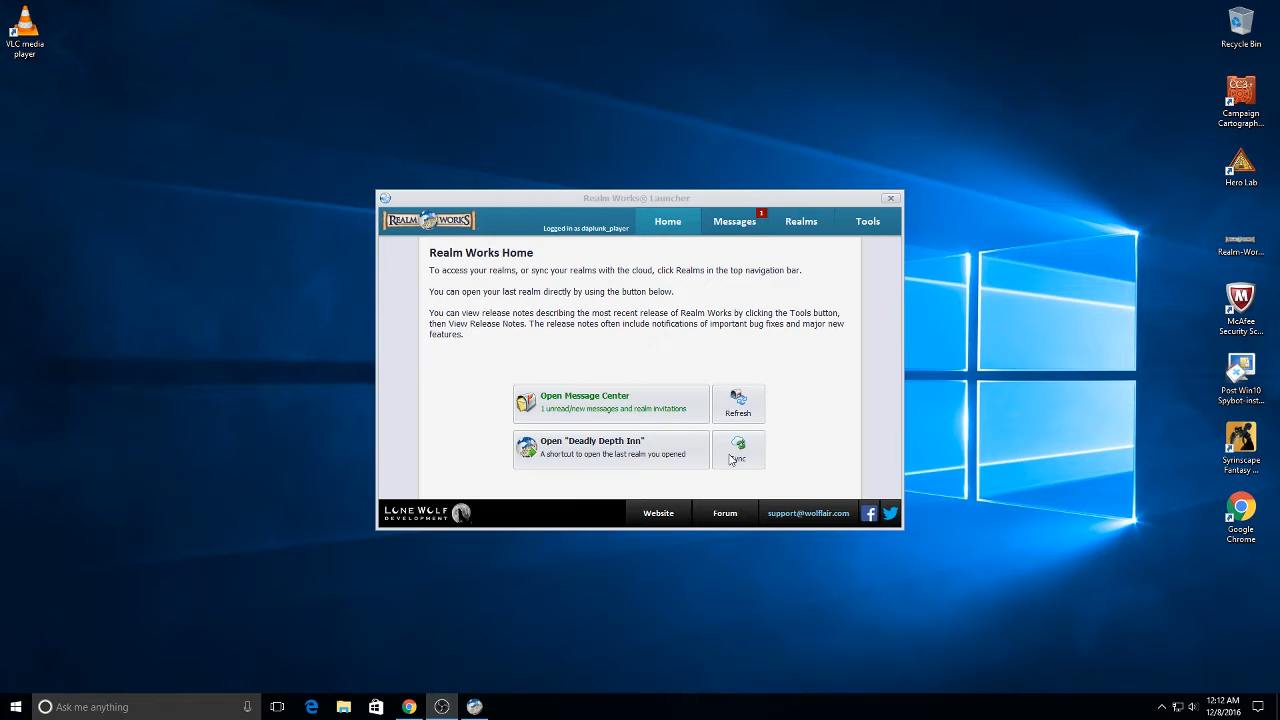 VLC media
player
Recycle Bin
CC3+
Campaign
Cartograph...
Hero Lab
Realm-Wor...
McAfee
Security Sc...
Post Win10
Spybot-inst...
Syrinscape
Fantasy ...
Google
Chrome
Realm Works® Launcher
REALM WORKS
Logged in as daplunk_player
Home
Messages
1
Realms
Tools
Realm Works Home
To access your realms, or sync your realms with the cloud, click Realms in the top navigation bar.
You can open your last realm directly by using the button below.
You can view release notes describing the most recent release of Realm Works by clicking the Tools button,
then View Release Notes. The release notes often include notifications of important bug fixes and major new
features.
Open Message Center
1 unread/new messages and realm invitations
Refresh
Open "Deadly Depth Inn"
A shortcut to open the last realm you opened
LONE WOLF
DEVELOPMENT
Website
Forum
support@wolflair.com
Ask me anything
12:12 AM
12/8/2016